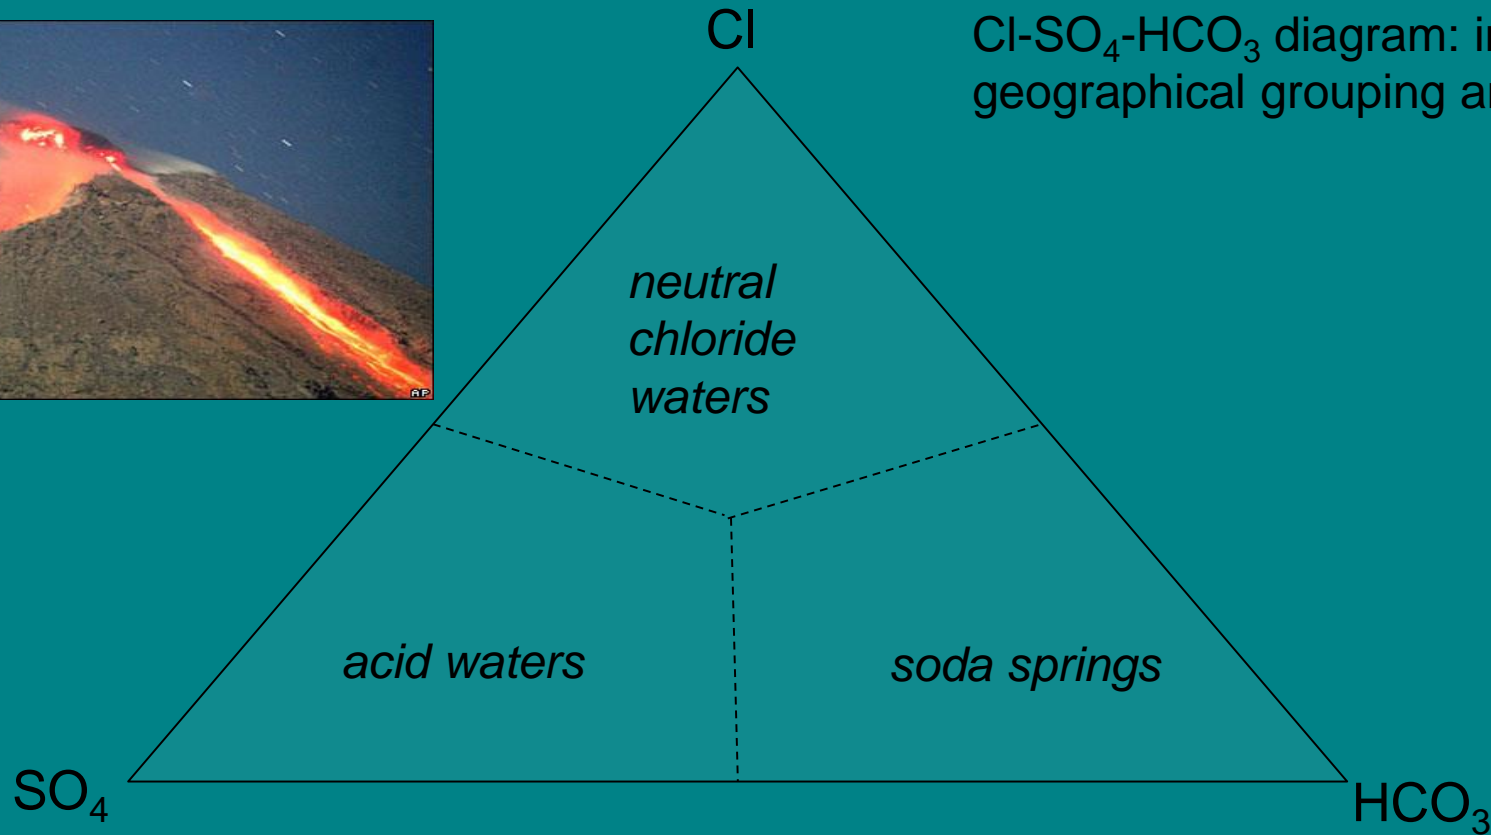 Cl
Cl-SO₄-HCO₃ diagram:
geographical grouping
neutral
chloride
waters
AP
acid waters
soda springs
SO₄
HCO₃